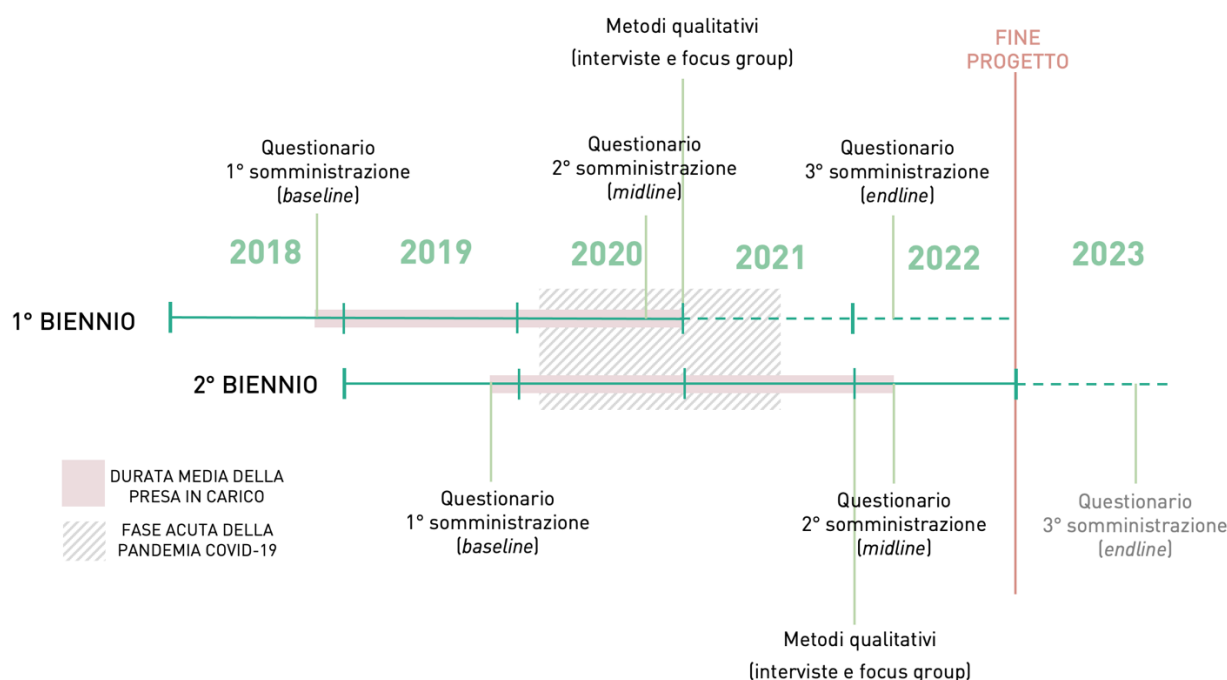 Metodi qualitativi
(interviste e focus group)
FINE
PROGETTO
Questionario
1° somministrazione
(baseline)
Questionario
2° somministrazione
(midline)
Questionario
3° somministrazione
(endline)
2018
2019
2020
2021
2022
2023
1° BIENNIO
2° BIENNIO
DURATA MEDIA DELLA
PRESA IN CARICO
FASE ACUTA DELLA
PANDEMIA COVID-19
Questionario
1° somministrazione
(baseline)
Questionario
2° somministrazione
(midline)
Questionario
3° somministrazione
(endline)
Metodi qualitativi
(interviste e focus group)